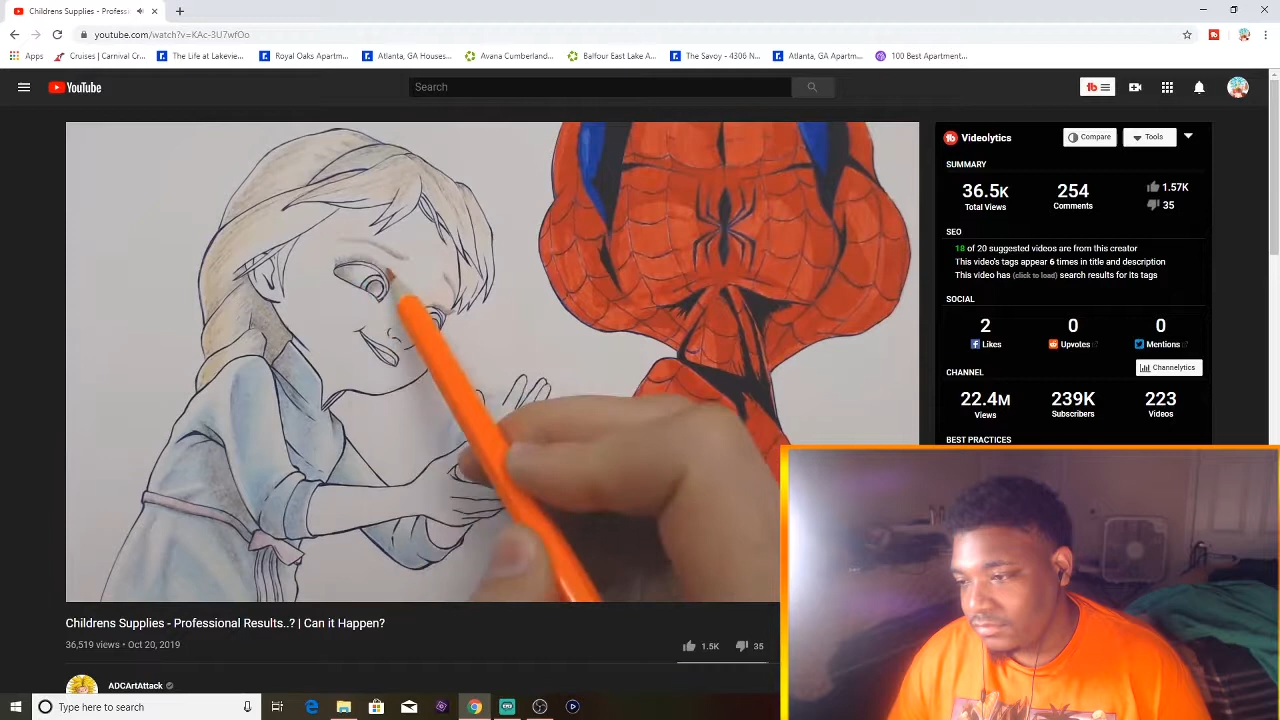 Childrens Supplies - Profess
youtube.com/watch?v=KAc-3U7wfOo
Apps
Cruises | Carnival Cr...
The Life at Lakevie...
Royal Oaks Apartm...
Atlanta, GA Houses...
Avana Cumberland...
Balfour East Lake A...
The Savoy - 4306 N...
Atlanta, GA Apartm...
100 Best Apartment...
YouTube
Search
tb
tb Videolytics
Compare
Tools
SUMMARY
36.5K
254
1.57K
Total Views
Comments
35
SEO
18 of 20 suggested videos are from this creator
This video's tags appear 6 times in title and description
This video has (click to load) search results for its tags
SOCIAL
2
0
0
Likes
Upvotes
Mentions
CHANNEL
Channelytics
22.4M
239K
223
Views
Subscribers
Videos
BEST PRACTICES
Childrens Supplies - Professional Results..? | Can it Happen?
36,519 views • Oct 20, 2019
1.5K
35
ADCArtAttack
Type here to search